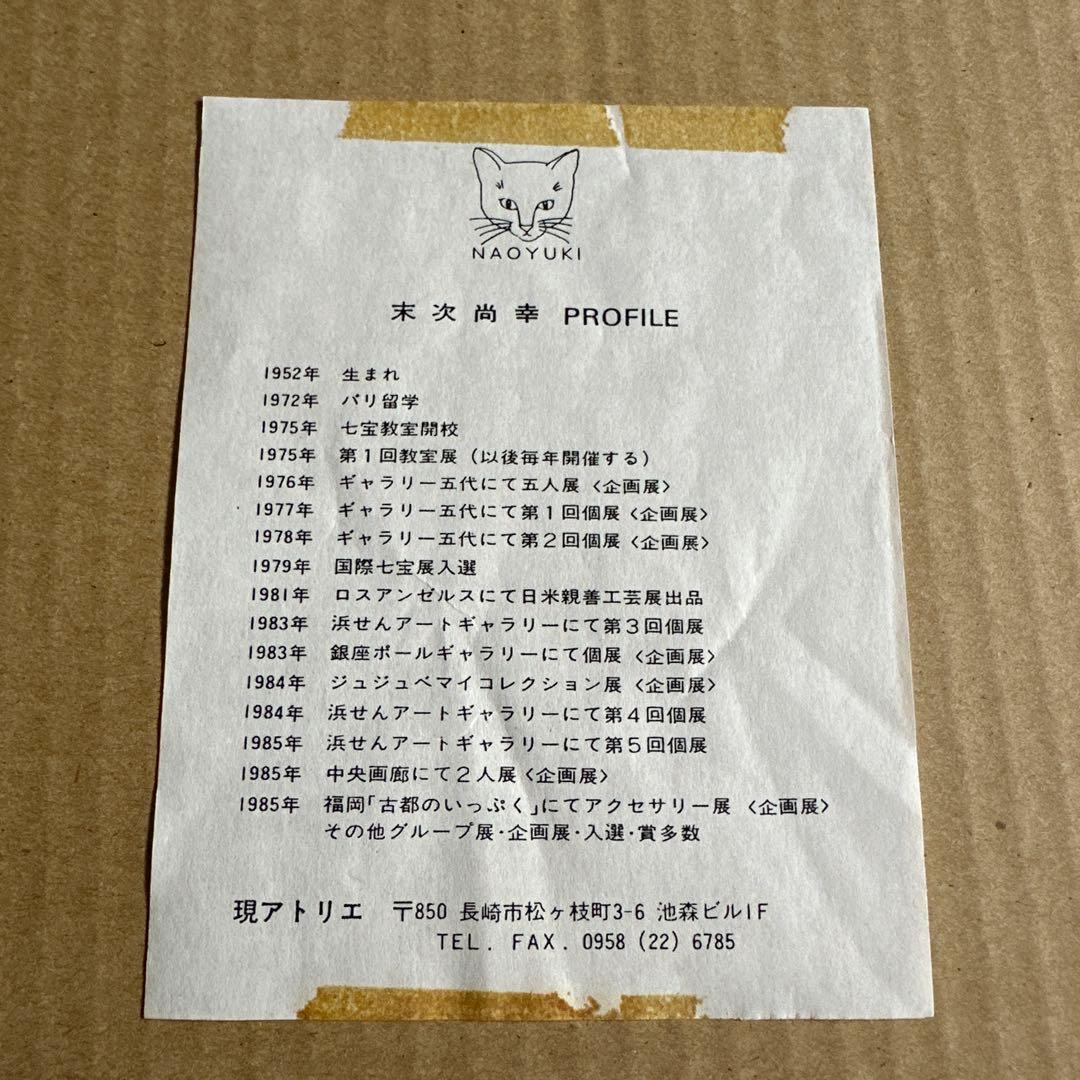 NAOYUKI
末次尚幸 PROFILE
1952年 生まれ
1972年 パリ留学
1975年 七宝教室開校
1975年 第1回教室展（以後毎年開催する）
1976年 ギャラリー五代にて五人展〈企画展〉
1977年 ギャラリー五代にて第1回個展〈企画展〉
1978年 ギャラリー五代にて第2回個展〈企画展〉
1979年 国際七宝展入選
1981年 ロスアンゼルスにて日米親善工芸展出品
1983年 浜せんアートギャラリーにて第3回個展
1983年 銀座ポールギャラリーにて個展〈企画展〉
1984年 ジュジュベマイコレクション展〈企画展〉
1984年 浜せんアートギャラリーにて第4回個展
1985年 浜せんアートギャラリーにて第5回個展
1985年 中央画廊にて2人展〈企画展〉
1985年 福岡「古都のいっぷく」にてアクセサリー展〈企画展〉
その他グループ展・企画展・入選・賞多数
現アトリエ 〒850 長崎市松ヶ枝町3-6 池森ビル1F
TEL. FAX. 0958 (22) 6785